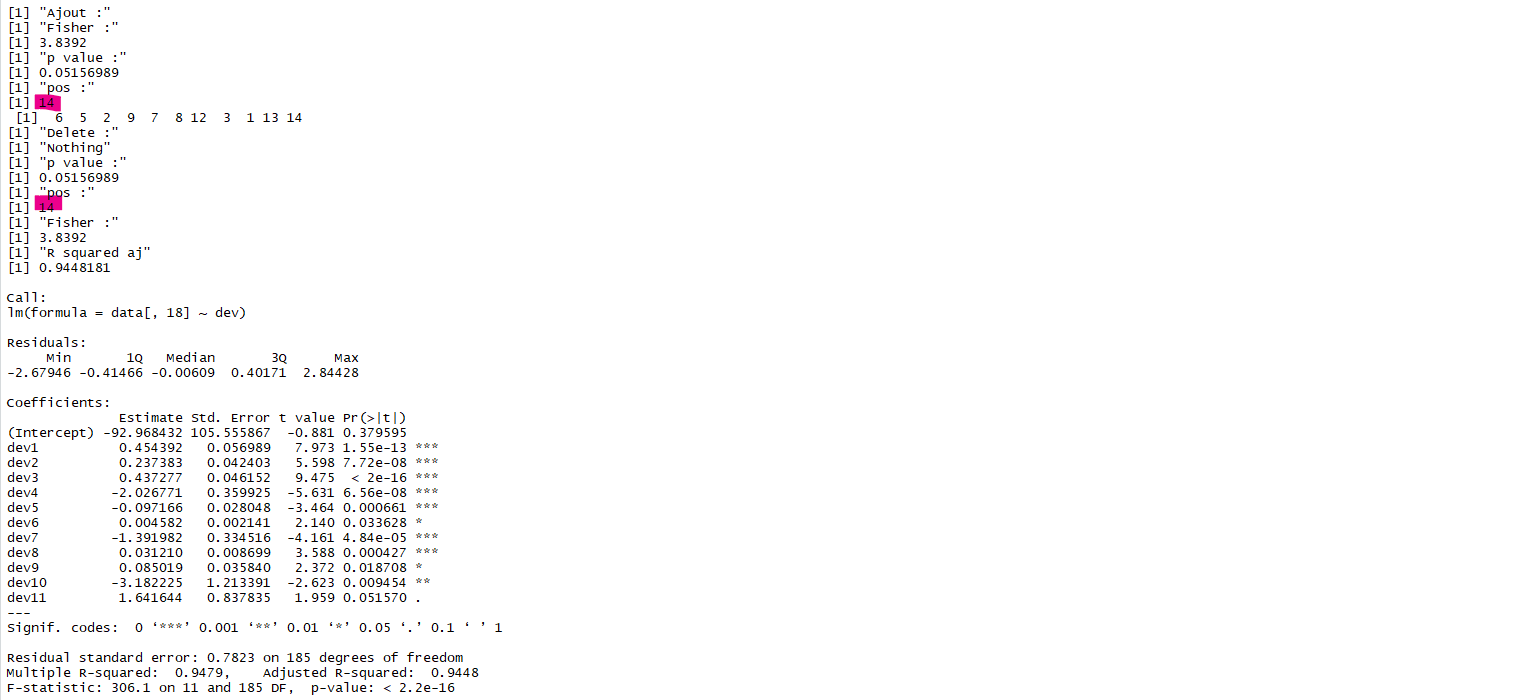 [1] "Ajout :"
[1] "Fisher :"
[1] 3.8392
[1] "p value :"
[1] 0.05156989
[1] "pos :"
[1] 14
 [1]  6  5  2  9  7  8 12  3  1 13 14
[1] "Delete :"
[1] "Nothing"
[1] "p value :"
[1] 0.05156989
[1] "pos :"
[1] 14
[1] "Fisher :"
[1] 3.8392
[1] "R squared aj"
[1] 0.9448181
Call:
lm(formula = data[, 18] ~ dev)
Residuals:
     Min       1Q   Median       3Q      Max
-2.67946 -0.41466 -0.00609  0.40171  2.84428
Coefficients:
              Estimate Std. Error t value Pr(>|t|)
(Intercept) -92.968432 105.555867  -0.881 0.379595
dev1          0.454392   0.056989   7.973 1.55e-13 ***
dev2          0.237383   0.042403   5.598 7.72e-08 ***
dev3          0.437277   0.046152   9.475  < 2e-16 ***
dev4         -2.026771   0.359925  -5.631 6.56e-08 ***
dev5         -0.097166   0.028048  -3.464 0.000661 ***
dev6          0.004582   0.002141   2.140 0.033628 *
dev7         -1.391982   0.334516  -4.161 4.84e-05 ***
dev8          0.031210   0.008699   3.588 0.000427 ***
dev9          0.085019   0.035840   2.372 0.018708 *
dev10        -3.182225   1.213391  -2.623 0.009454 **
dev11         1.641644   0.837835   1.959 0.051570 .
---
Signif. codes:  0 ‘***’ 0.001 ‘**’ 0.01 ‘*’ 0.05 ‘.’ 0.1 ‘ ’ 1
Residual standard error: 0.7823 on 185 degrees of freedom
Multiple R-squared:  0.9479,    Adjusted R-squared:  0.9448
F-statistic: 306.1 on 11 and 185 DF,  p-value: < 2.2e-16